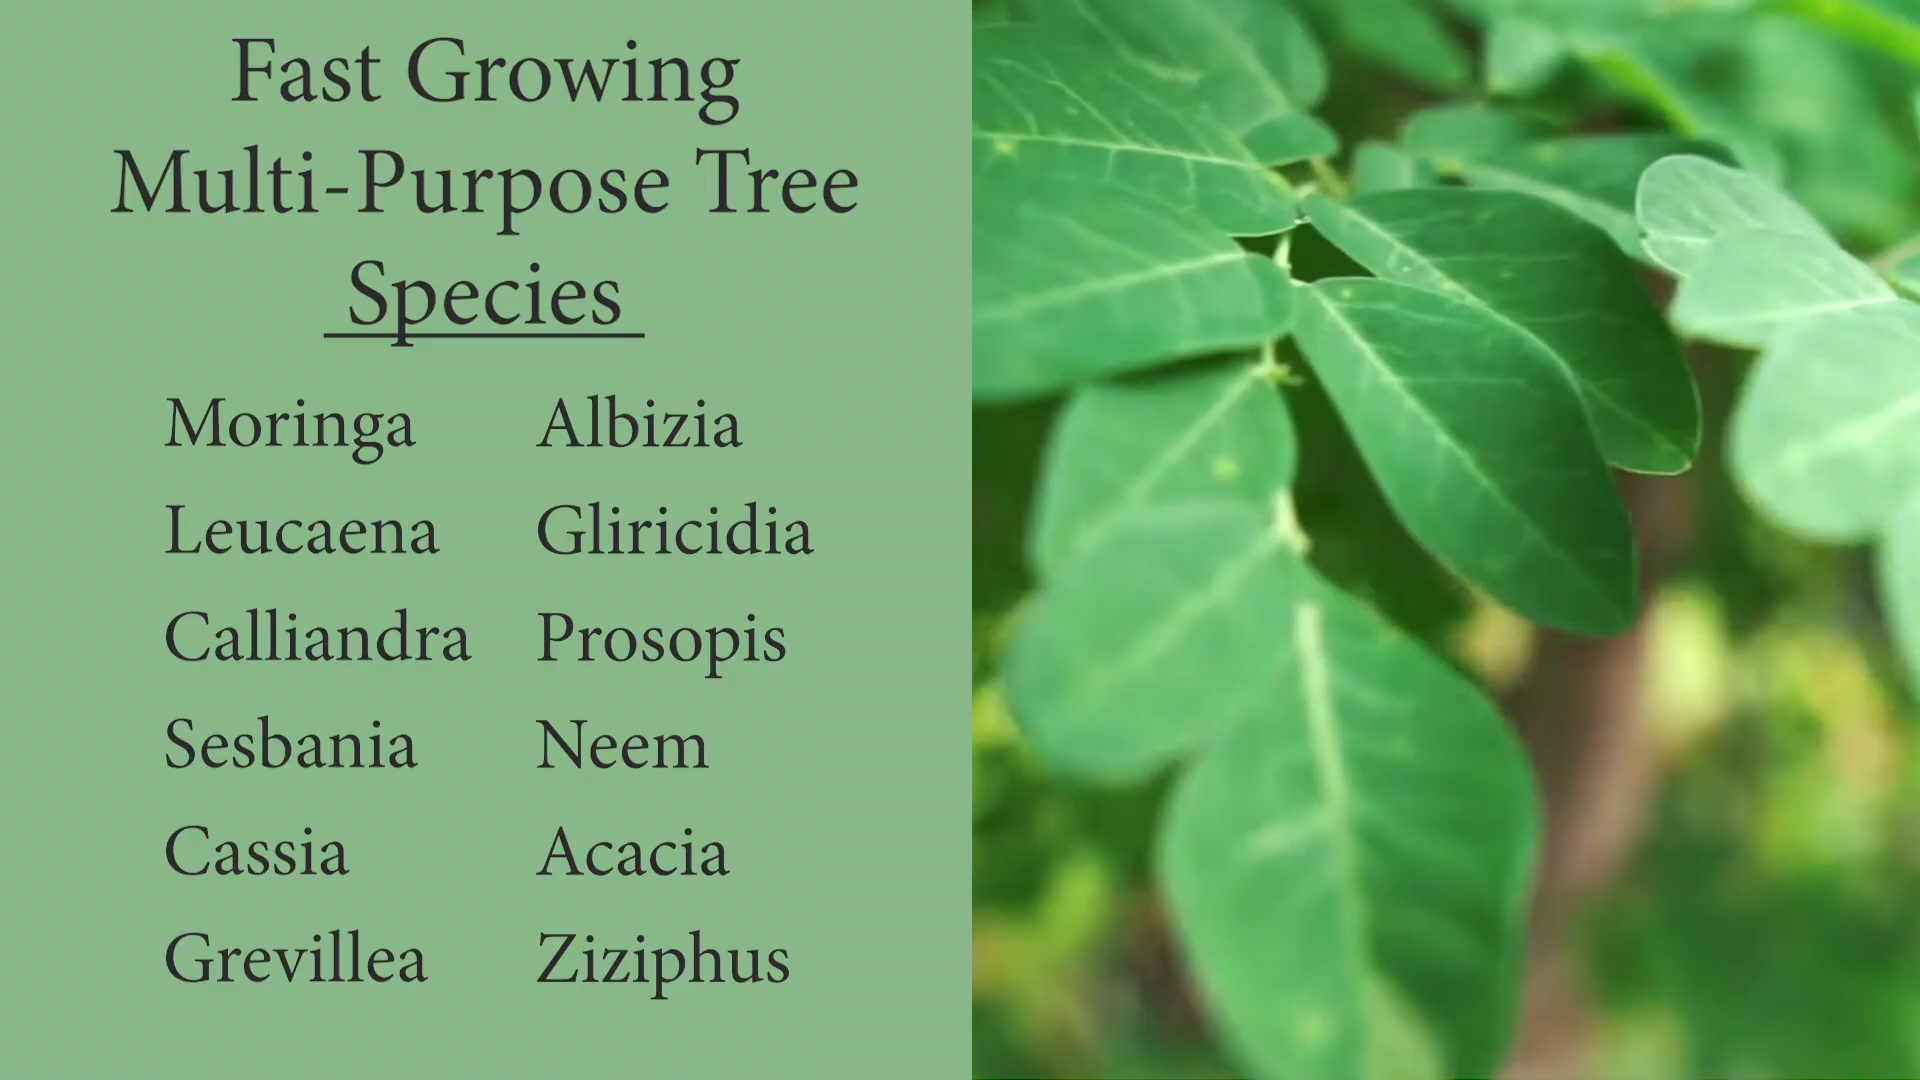 Fast Growing
Multi-Purpose Tree
Species
Moringa
Leucaena
Calliandra
Sesbania
Cassia
Grevillea
Albizia
Gliricidia
Prosopis
Neem
Acacia
Ziziphus